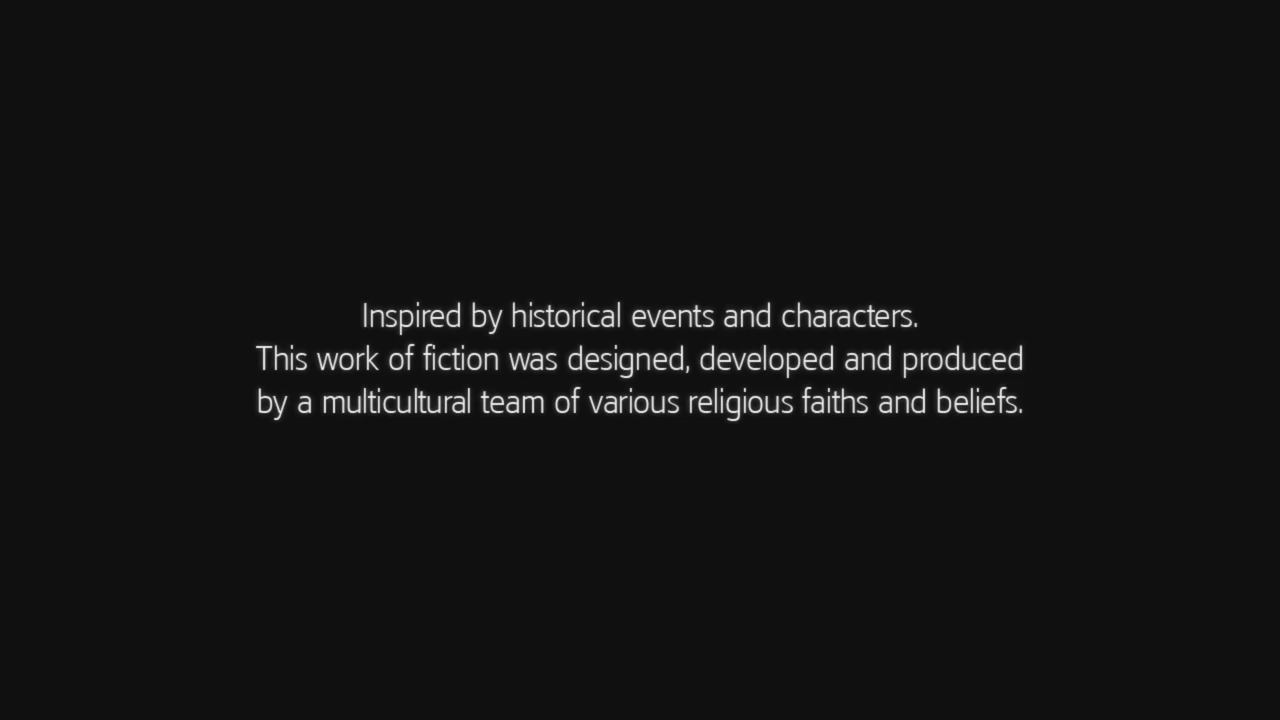 Inspired by historical events and characters.
This work of fiction was designed, developed and produced
by a multicultural team of various religious faiths and beliefs.